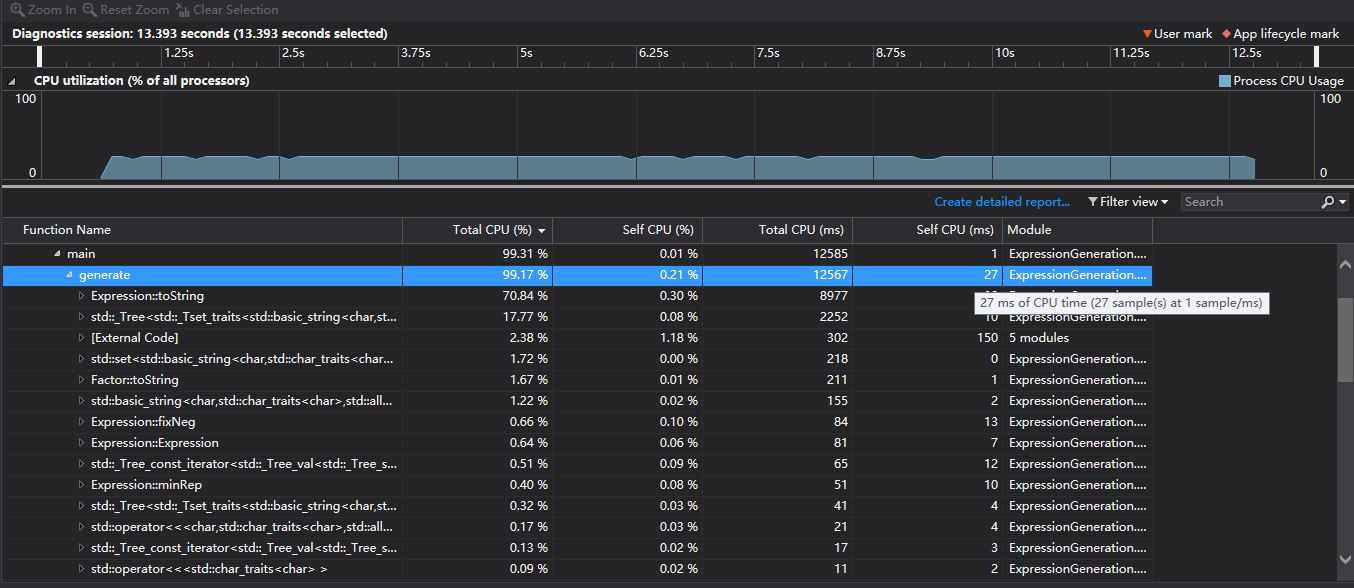 Zoom In Reset Zoom Clear Selection
Diagnostics session: 13.393 seconds (13.393 seconds selected) User mark App lifecycle mark
1.25s 2.5s 3.75s 5s 6.25s 7.5s 8.75s 10s 11.25s 12.5s
CPU utilization (% of all processors) Process CPU Usage
100 100
0 0
Create detailed report... Filter view Search
Function Name Total CPU (%) Self CPU (%) Total CPU (ms) Self CPU (ms) Module
main 99.31 % 0.01 % 12585 1 ExpressionGeneration....
generate 99.17 % 0.21 % 12567 27 ExpressionGeneration....
Expression::toString 70.84 % 0.30 % 8977
27 ms of CPU time (27 sample(s) at 1 sample/ms)
std::_Tree<std::_Tset_traits<std::basic_string<char,st... 17.77 % 0.08 % 2252 10 ExpressionGeneration....
[External Code] 2.38 % 1.18 % 302 150 5 modules
std::set<std::basic_string<char,std::char_traits<char... 1.72 % 0.00 % 218 0 ExpressionGeneration....
Factor::toString 1.67 % 0.01 % 211 1 ExpressionGeneration....
std::basic_string<char,std::char_traits<char>,std::all... 1.22 % 0.02 % 155 2 ExpressionGeneration....
Expression::fixNeg 0.66 % 0.10 % 84 13 ExpressionGeneration....
Expression::Expression 0.64 % 0.06 % 81 7 ExpressionGeneration....
std::_Tree_const_iterator<std::_Tree_val<std::_Tree_s... 0.51 % 0.09 % 65 12 ExpressionGeneration....
Expression::minRep 0.40 % 0.08 % 51 10 ExpressionGeneration....
std::_Tree<std::_Tset_traits<std::basic_string<char,st... 0.32 % 0.03 % 41 4 ExpressionGeneration....
std::operator<<<char,std::char_traits<char>,std::all... 0.17 % 0.03 % 21 4 ExpressionGeneration....
std::_Tree_const_iterator<std::_Tree_val<std::_Tree_s... 0.13 % 0.02 % 17 3 ExpressionGeneration....
std::operator<<<std::char_traits<char> > 0.09 % 0.02 % 11 2 ExpressionGeneration....